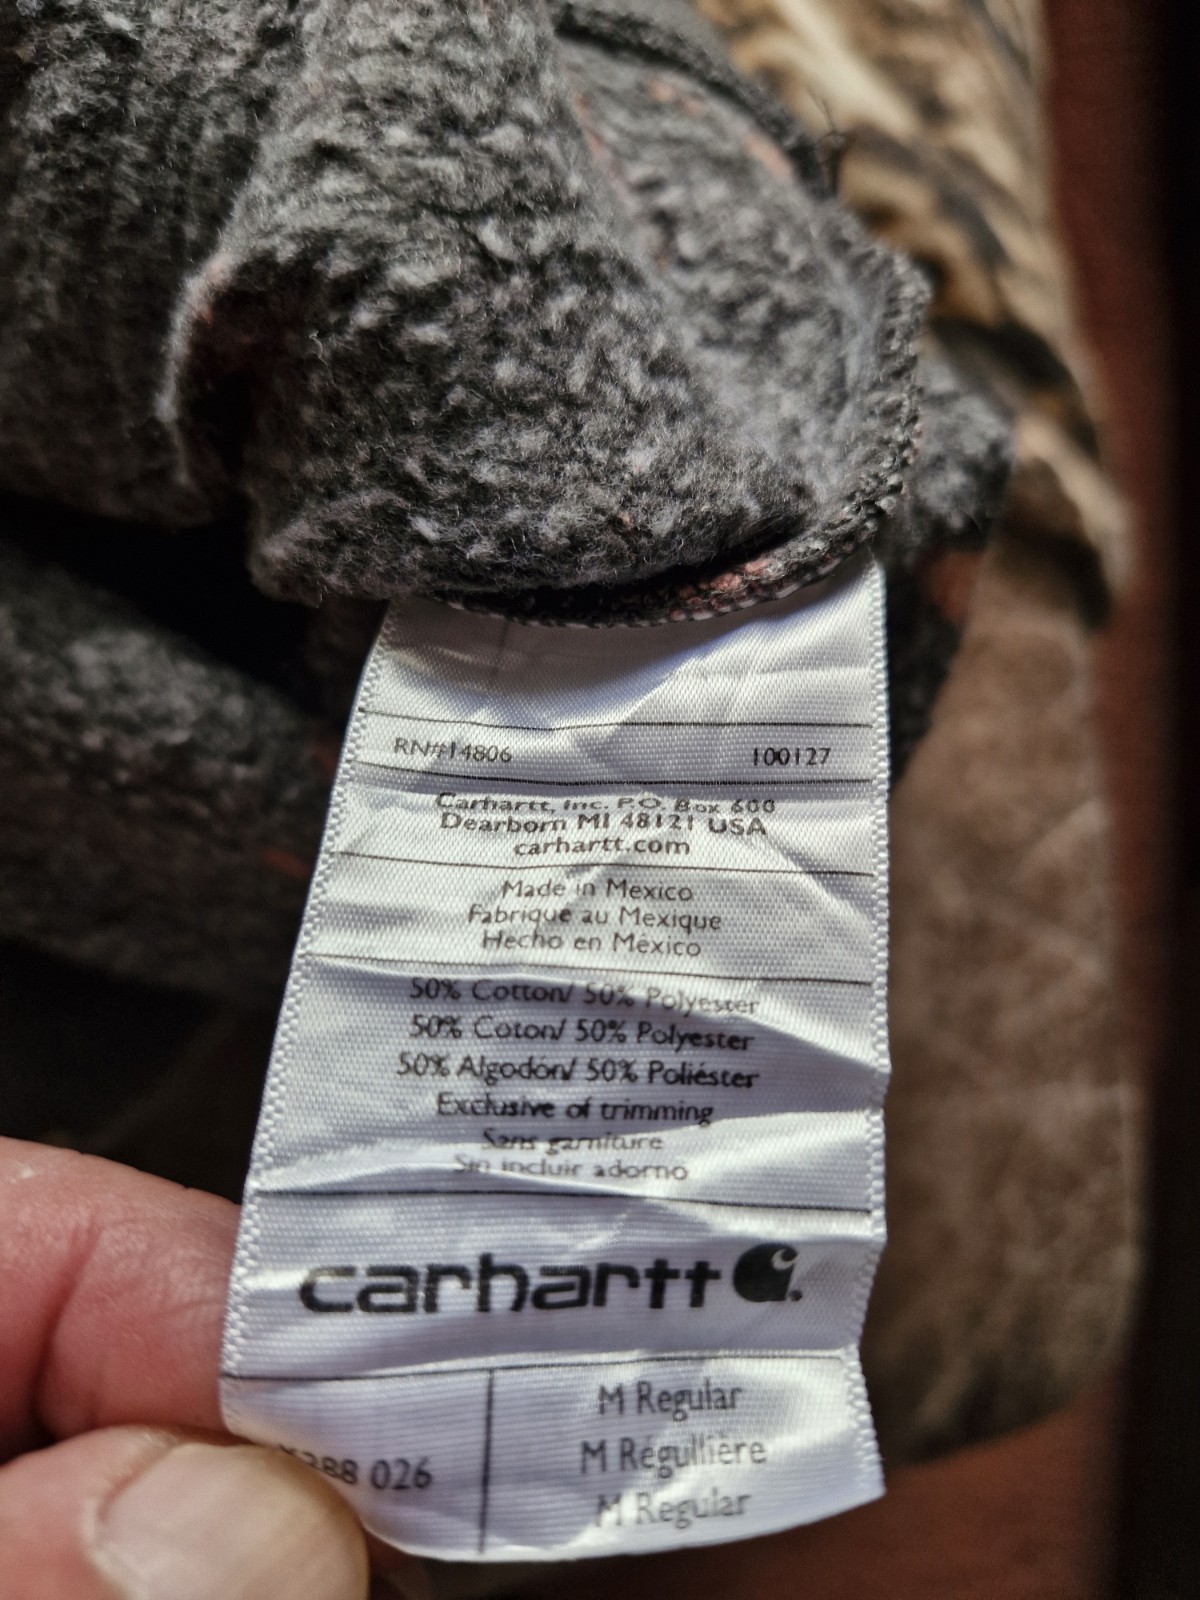 RN#14806 100127
Carhartt, Inc. P.O. Box 600
Dearborn MI 48121 USA
carhartt.com
Made in Mexico
Fabrique au Mexique
Hecho en México
50% Cotton/ 50% Polyester
50% Coton/ 50% Polyester
50% Algodón/ 50% Poliéster
Exclusive of trimming
Sans garniture
Sin incluir adorno
carhartt
M Regular
026 M Régullière
M Regular